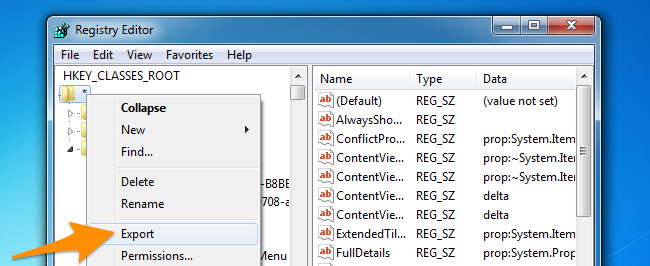 Registry Editor
File Edit View Favorites Help
HKEY_CLASSES_ROOT
*
Collapse
New
Find...
Delete
Rename
Export
Permissions...
-B8BE
708-a
Menu
Name Type Data
(Default) REG_SZ (value not set)
AlwaysSho... REG_SZ
ConflictPro... REG_SZ prop:System.Item
ContentVie... REG_SZ prop:~System.Iten
ContentVie... REG_SZ prop:~System.Iten
ContentVie... REG_SZ delta
ContentVie... REG_SZ delta
ExtendedTil... REG_SZ prop:System.Item
FullDetails REG_SZ prop:System.Prop